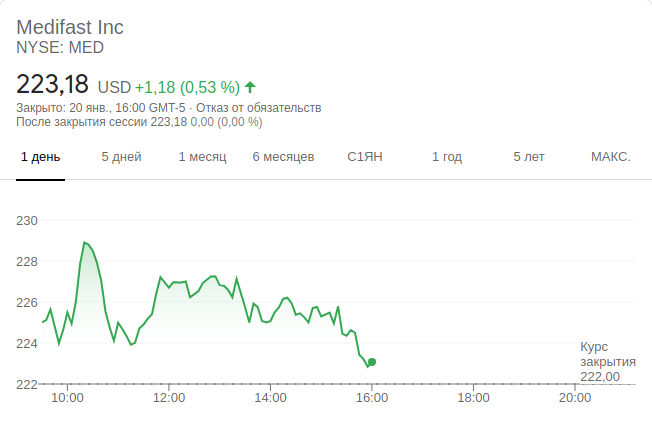 Medifast Inc
NYSE: MED
223,18 USD +1,18 (0,53 %)
Закрыто: 20 янв., 16:00 GMT-5 · Отказ от обязательств
После закрытия сессии 223,18 0,00 (0,00 %)
1 день 5 дней 1 месяц 6 месяцев С1ЯН 1 год 5 лет МАКС.
230
228
226
224
222
Курс
закрытия
222,00
10:00 12:00 14:00 16:00 18:00 20:00